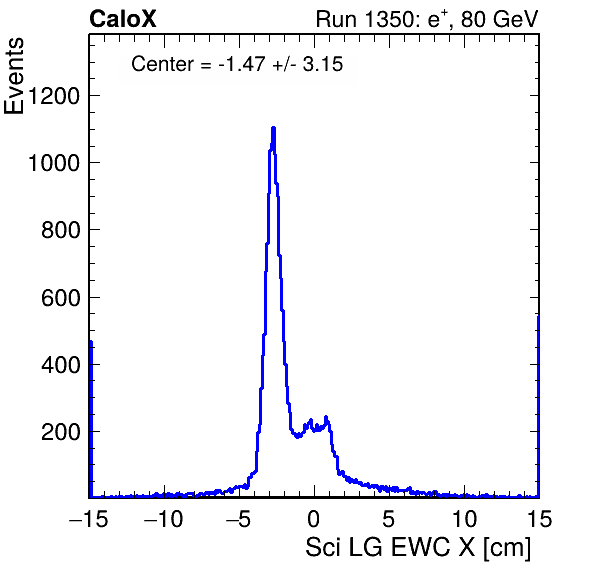 CaloX Run 1350: e⁺, 80 GeV
Center = -1.47 +/- 3.15
Events
1200
1000
800
600
400
200
−15 −10 −5 0 5 10 15
Sci LG EWC X [cm]